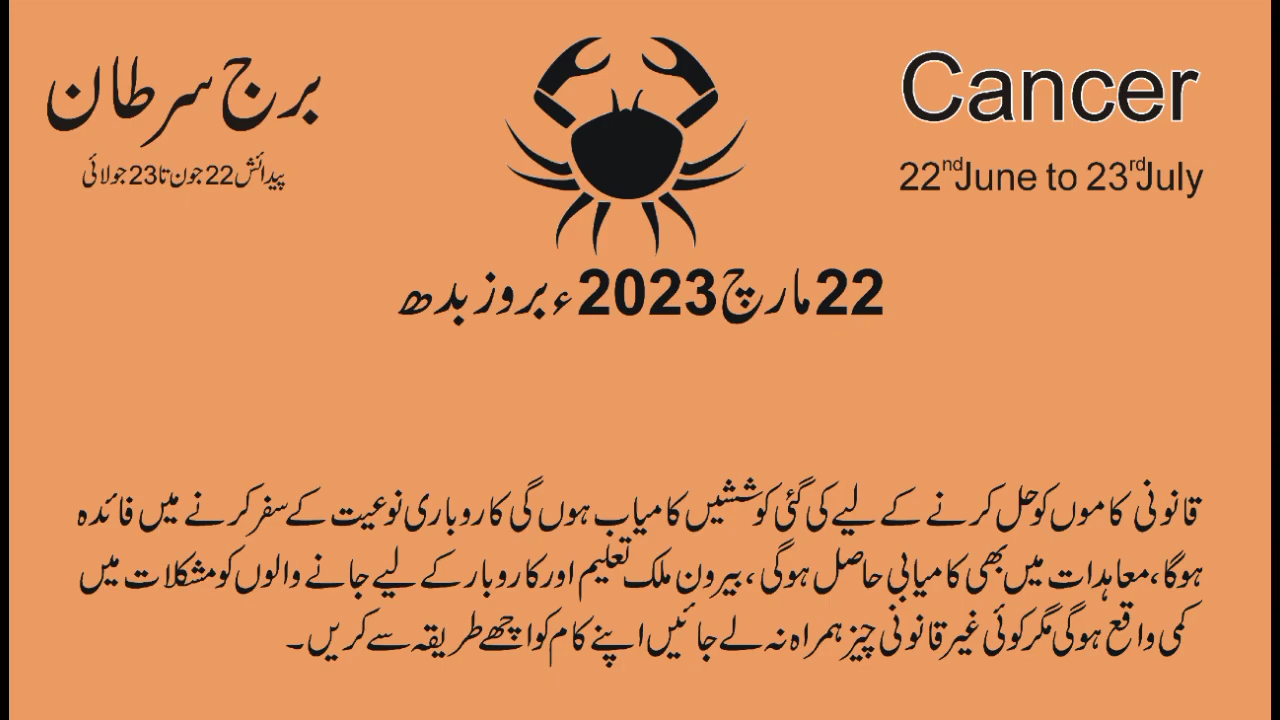 برج سرطان
Cancer
پیدائش 22 جون تا 23 جولائی
22nd June to 23rd July
22 مارچ 2023ء بروز بدھ
قانونی کاموں کو حل کرنے کے لیے کی گئی کوششیں کامیاب ہوں گی کاروباری نوعیت کے سفر کرنے میں فائدہ
ہوگا، معاہدات میں بھی کامیابی حاصل ہوگی، بیرون ملک تعلیم اور کاروبار کے لیے جانے والوں کو مشکلات میں
کمی واقع ہوگی مگر کوئی غیر قانونی چیز ہمراہ نہ لے جائیں اپنے کام کو اچھے طریقہ سے کریں۔